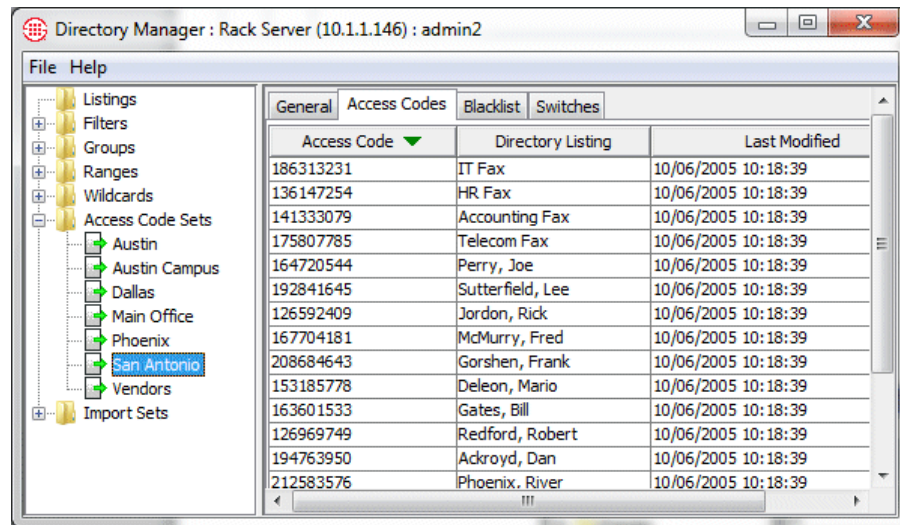 Directory Manager : Rack Server (10.1.1.146) : admin2
File Help
Listings
Filters
Groups
Ranges
Wildcards
Access Code Sets
Austin
Austin Campus
Dallas
Main Office
Phoenix
San Antonio
Vendors
Import Sets
General Access Codes Blacklist Switches
Access Code Directory Listing Last Modified
186313231 IT Fax 10/06/2005 10:18:39
136147254 HR Fax 10/06/2005 10:18:39
141333079 Accounting Fax 10/06/2005 10:18:39
175807785 Telecom Fax 10/06/2005 10:18:39
164720544 Perry, Joe 10/06/2005 10:18:39
192841645 Sutterfield, Lee 10/06/2005 10:18:39
126592409 Jordon, Rick 10/06/2005 10:18:39
167704181 McMurry, Fred 10/06/2005 10:18:39
208684643 Gorshen, Frank 10/06/2005 10:18:39
153185778 Deleon, Mario 10/06/2005 10:18:39
163601533 Gates, Bill 10/06/2005 10:18:39
126969749 Redford, Robert 10/06/2005 10:18:39
194763950 Ackroyd, Dan 10/06/2005 10:18:39
212583576 Phoenix, River 10/06/2005 10:18:39